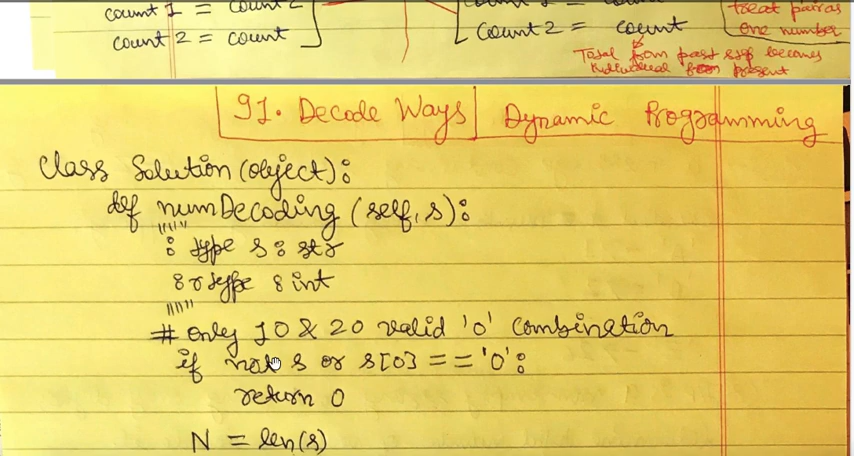 count 1 = count 2
count 2 = count
count 2 = count
treat pair as
one number
Total from past step becomes
individual from present
91. Decode Ways Dynamic Programming
class Solution(object):
def numDecoding (self, s):
"""
: type s: str
: rtype : int
"""
# only 10 & 20 valid '0' combination
if not s or s[0] == '0':
return 0
N = len(s)